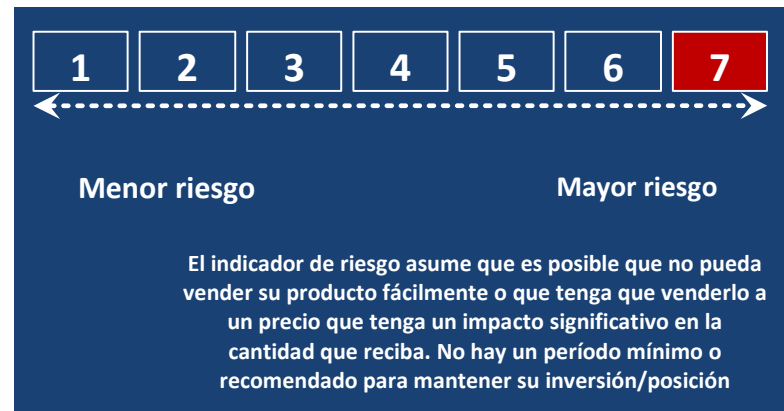 1 2 3 4 5 6 7
Menor riesgo Mayor riesgo
El indicador de riesgo asume que es posible que no pueda
vender su producto fácilmente o que tenga que venderlo a
un precio que tenga un impacto significativo en la
cantidad que reciba. No hay un período mínimo o
recomendado para mantener su inversión/posición